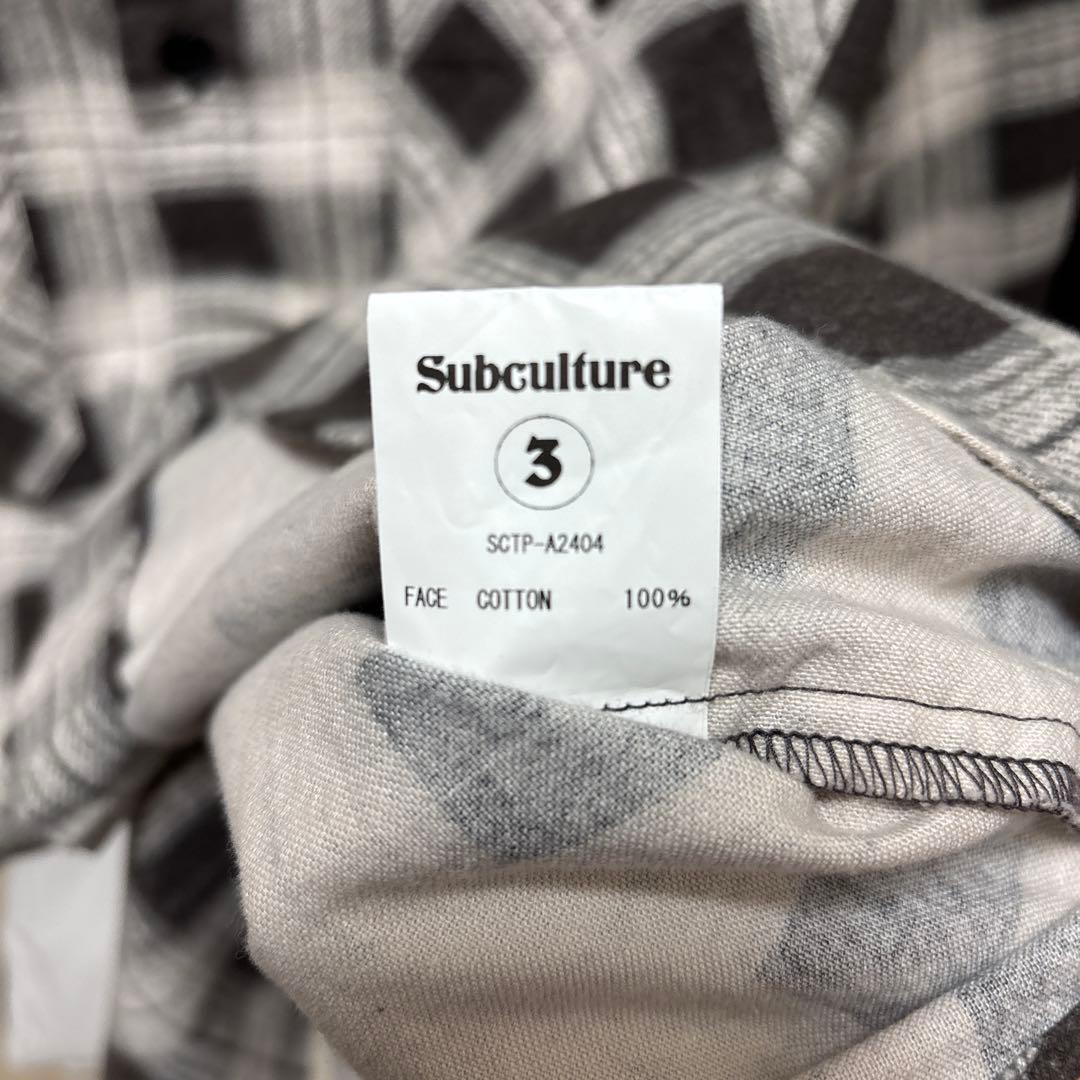 Subculture
3
SCTP-A2404
FACE COTTON 100%